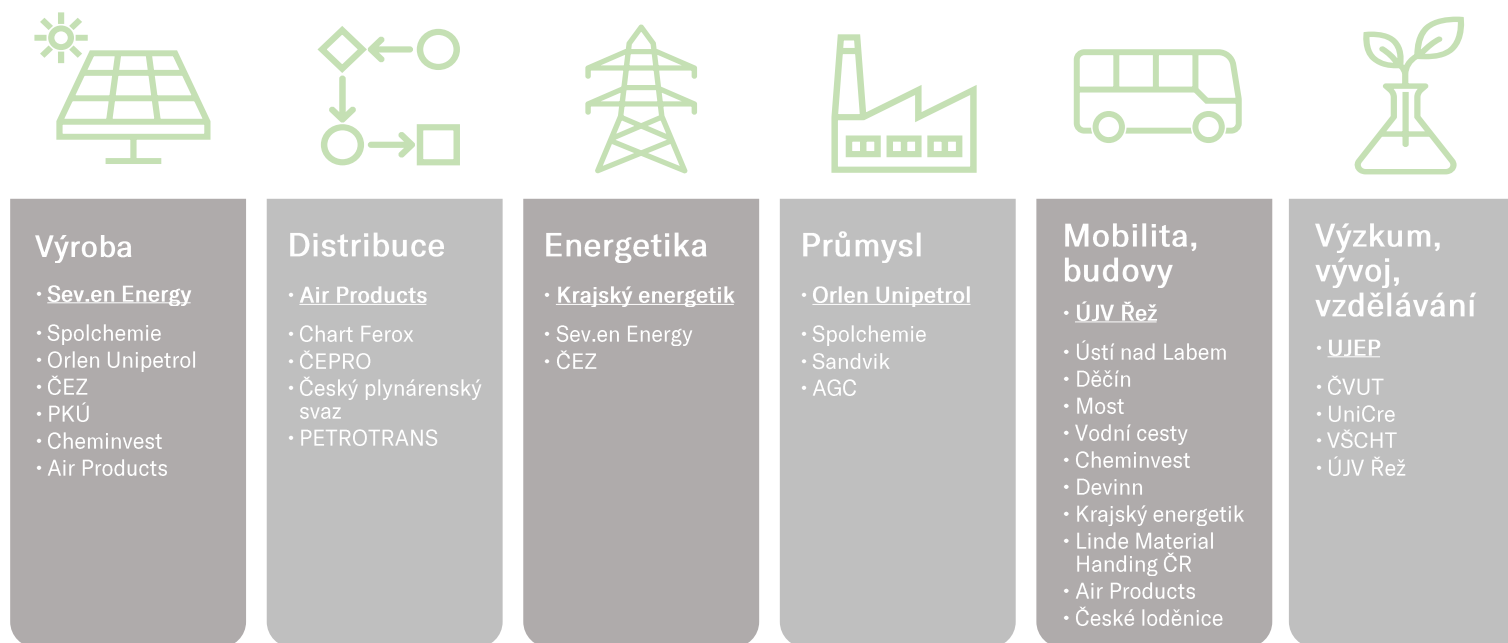 Výroba
· Sev.en Energy
· Spolchemie
· Orlen Unipetrol
· ČEZ
· PKÚ
· Cheminvest
· Air Products
Distribuce
· Air Products
· Chart Ferox
· ČEPRO
· Český plynárenský
svaz
· PETROTRANS
Energetika
· Krajský energetik
· Sev.en Energy
· ČEZ
Průmysl
· Orlen Unipetrol
· Spolchemie
· Sandvik
· AGC
Mobilita,
budovy
· ÚJV Řež
· Ústí nad Labem
· Děčín
· Most
· Vodní cesty
· Cheminvest
· Devinn
· Krajský energetik
· Linde Material
Handing ČR
· Air Products
· České loděnice
Výzkum,
vývoj,
vzdělávání
· UJEP
· ČVUT
· UniCre
· VŠCHT
· ÚJV Řež